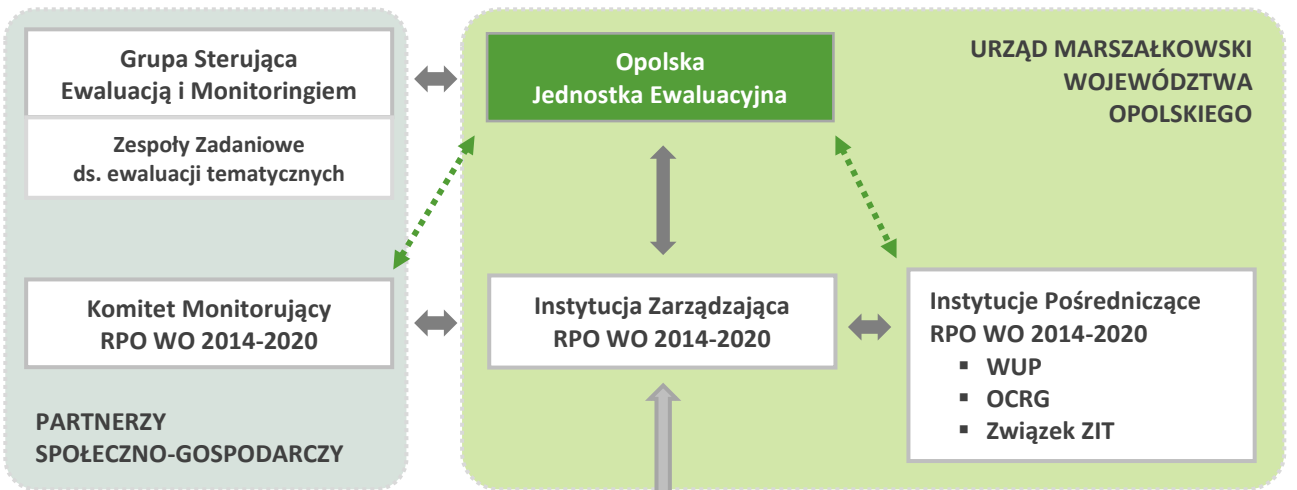 Grupa Sterująca
Ewaluacją i Monitoringiem
Zespoły Zadaniowe
ds. ewaluacji tematycznych
Opolska
Jednostka Ewaluacyjna
URZĄD MARSZAŁKOWSKI
WOJEWÓDZTWA
OPOLSKIEGO
Komitet Monitorujący
RPO WO 2014-2020
Instytucja Zarządzająca
RPO WO 2014-2020
Instytucje Pośredniczące
RPO WO 2014-2020
▪ WUP
▪ OCRG
▪ Związek ZIT
PARTNERZY
SPOŁECZNO-GOSPODARCZY